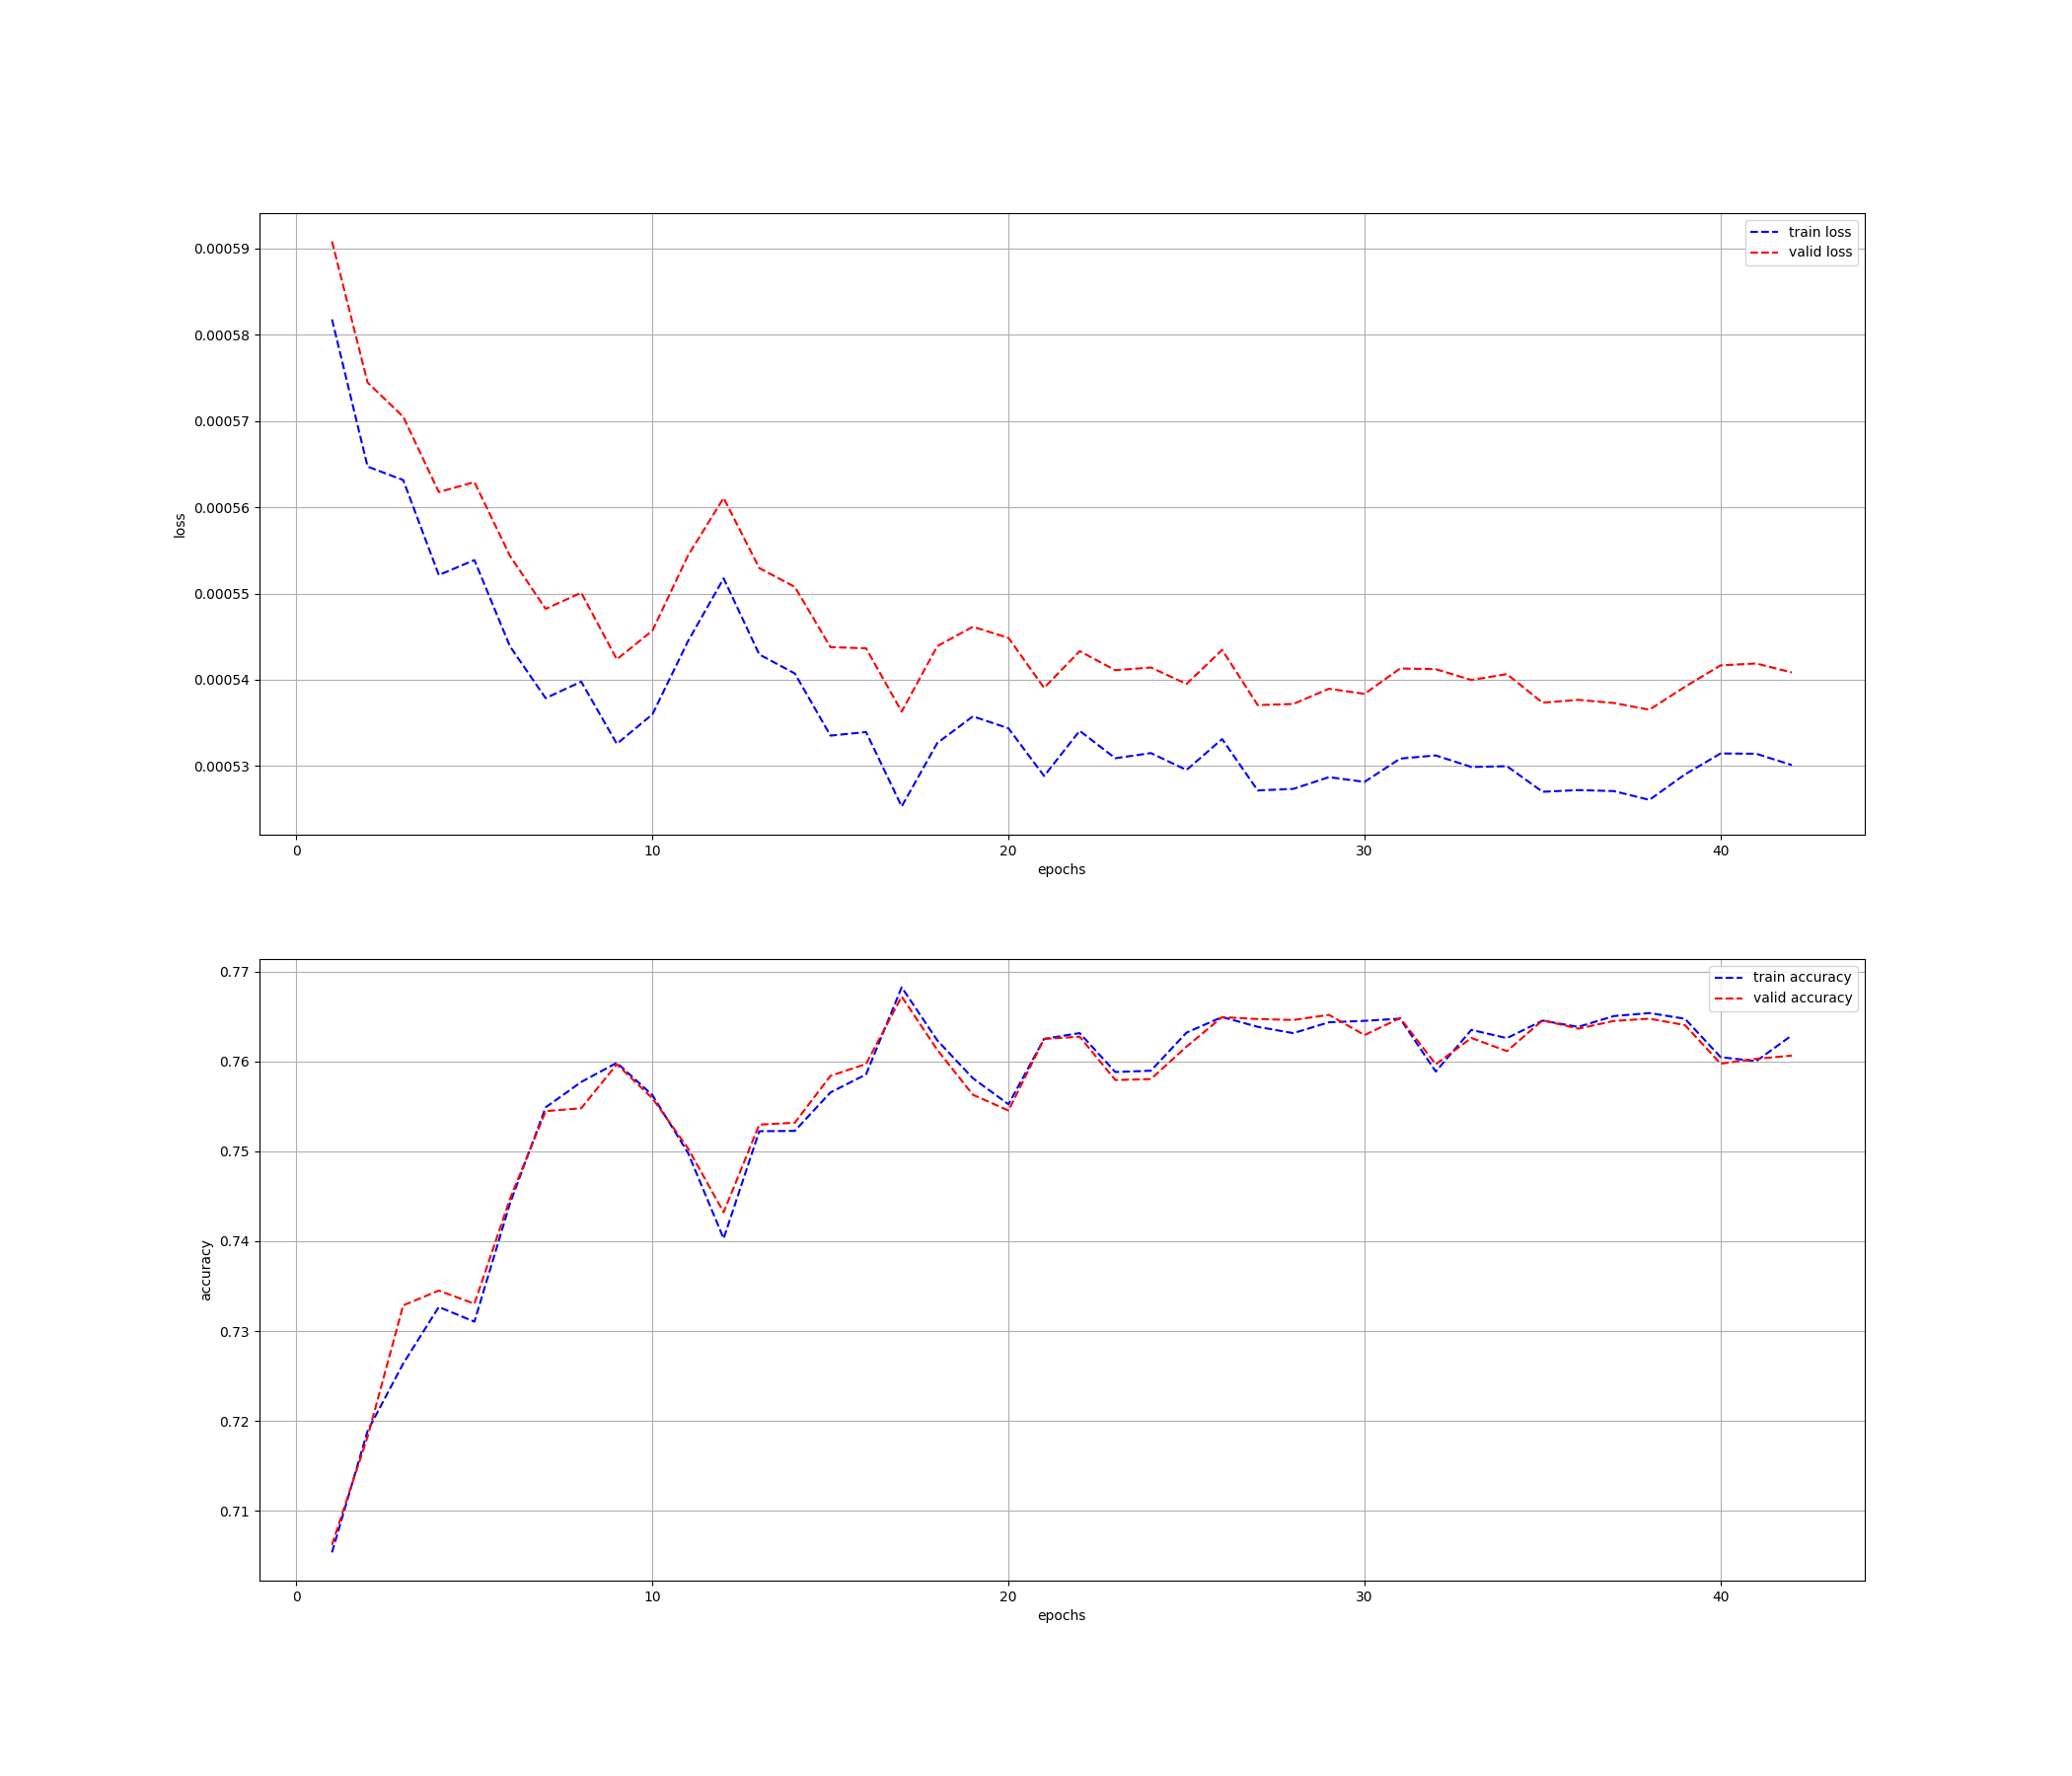 train loss
valid loss
0.00059
0.00058
0.00057
0.00056
0.00055
0.00054
0.00053
loss
0 10 20 30 40
epochs
train accuracy
valid accuracy
0.77
0.76
0.75
0.74
0.73
0.72
0.71
accuracy
0 10 20 30 40
epochs